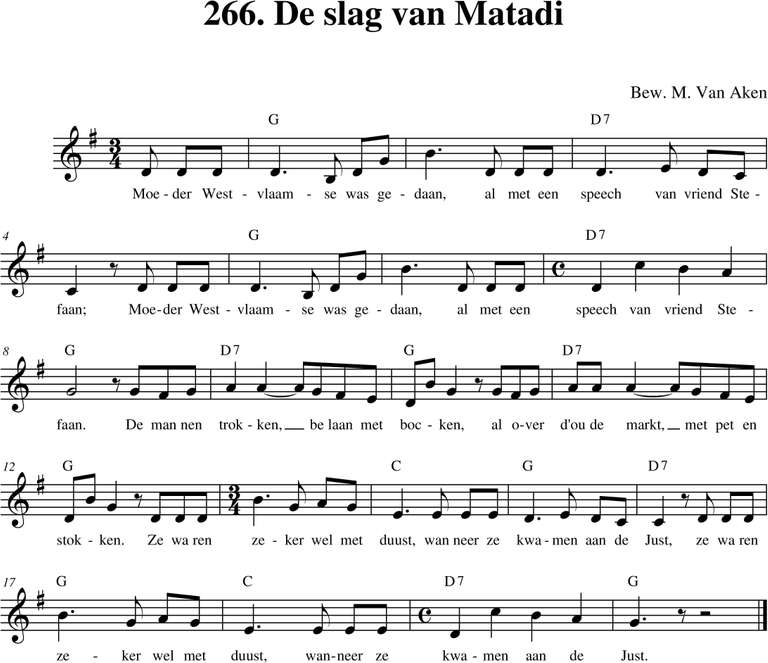 266. De slag van Matadi
Bew. M. Van Aken
G D7
3 4
Moe - der West - vlaam - se was ge - daan, al met een speech van vriend Ste -
4 G D7
faan; Moe-der West - vlaam - se was ge - daan, al met een speech van vriend Ste -
8 G D7 G D7
faan. De man nen trok - ken, be laan met boc - ken, al o-ver d'ou de markt, met pet en
12 G C G D7
3 4
stok - ken. Ze wa ren ze - ker wel met duust, wan neer ze kwa - men aan de Just, ze wa ren
17 G C D7 G
ze - ker wel met duust, wan-neer ze kwa - men aan de Just.